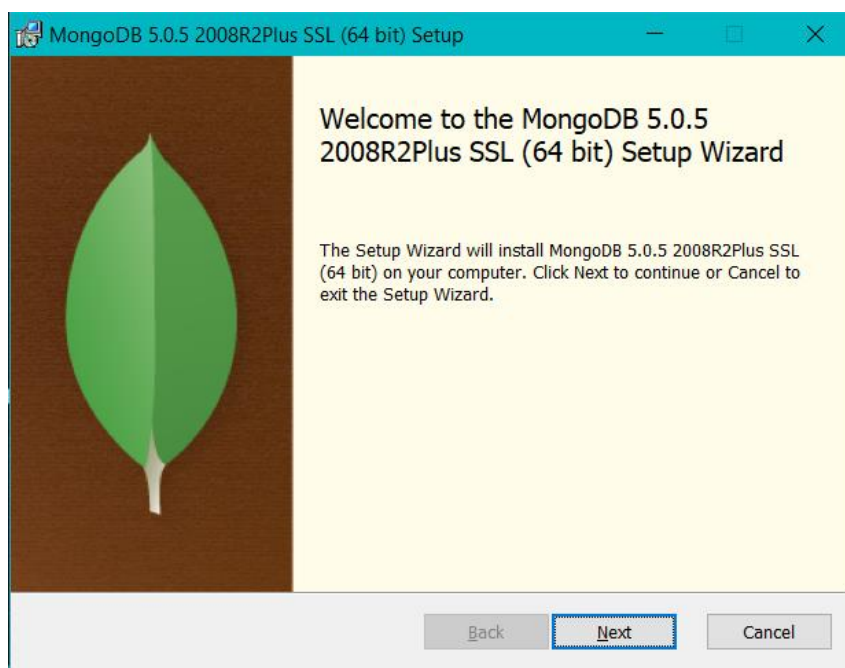 MongoDB 5.0.5 2008R2Plus SSL (64 bit) Setup
Welcome to the MongoDB 5.0.5
2008R2Plus SSL (64 bit) Setup Wizard
The Setup Wizard will install MongoDB 5.0.5 2008R2Plus SSL
(64 bit) on your computer. Click Next to continue or Cancel to
exit the Setup Wizard.
Back
Next
Cancel